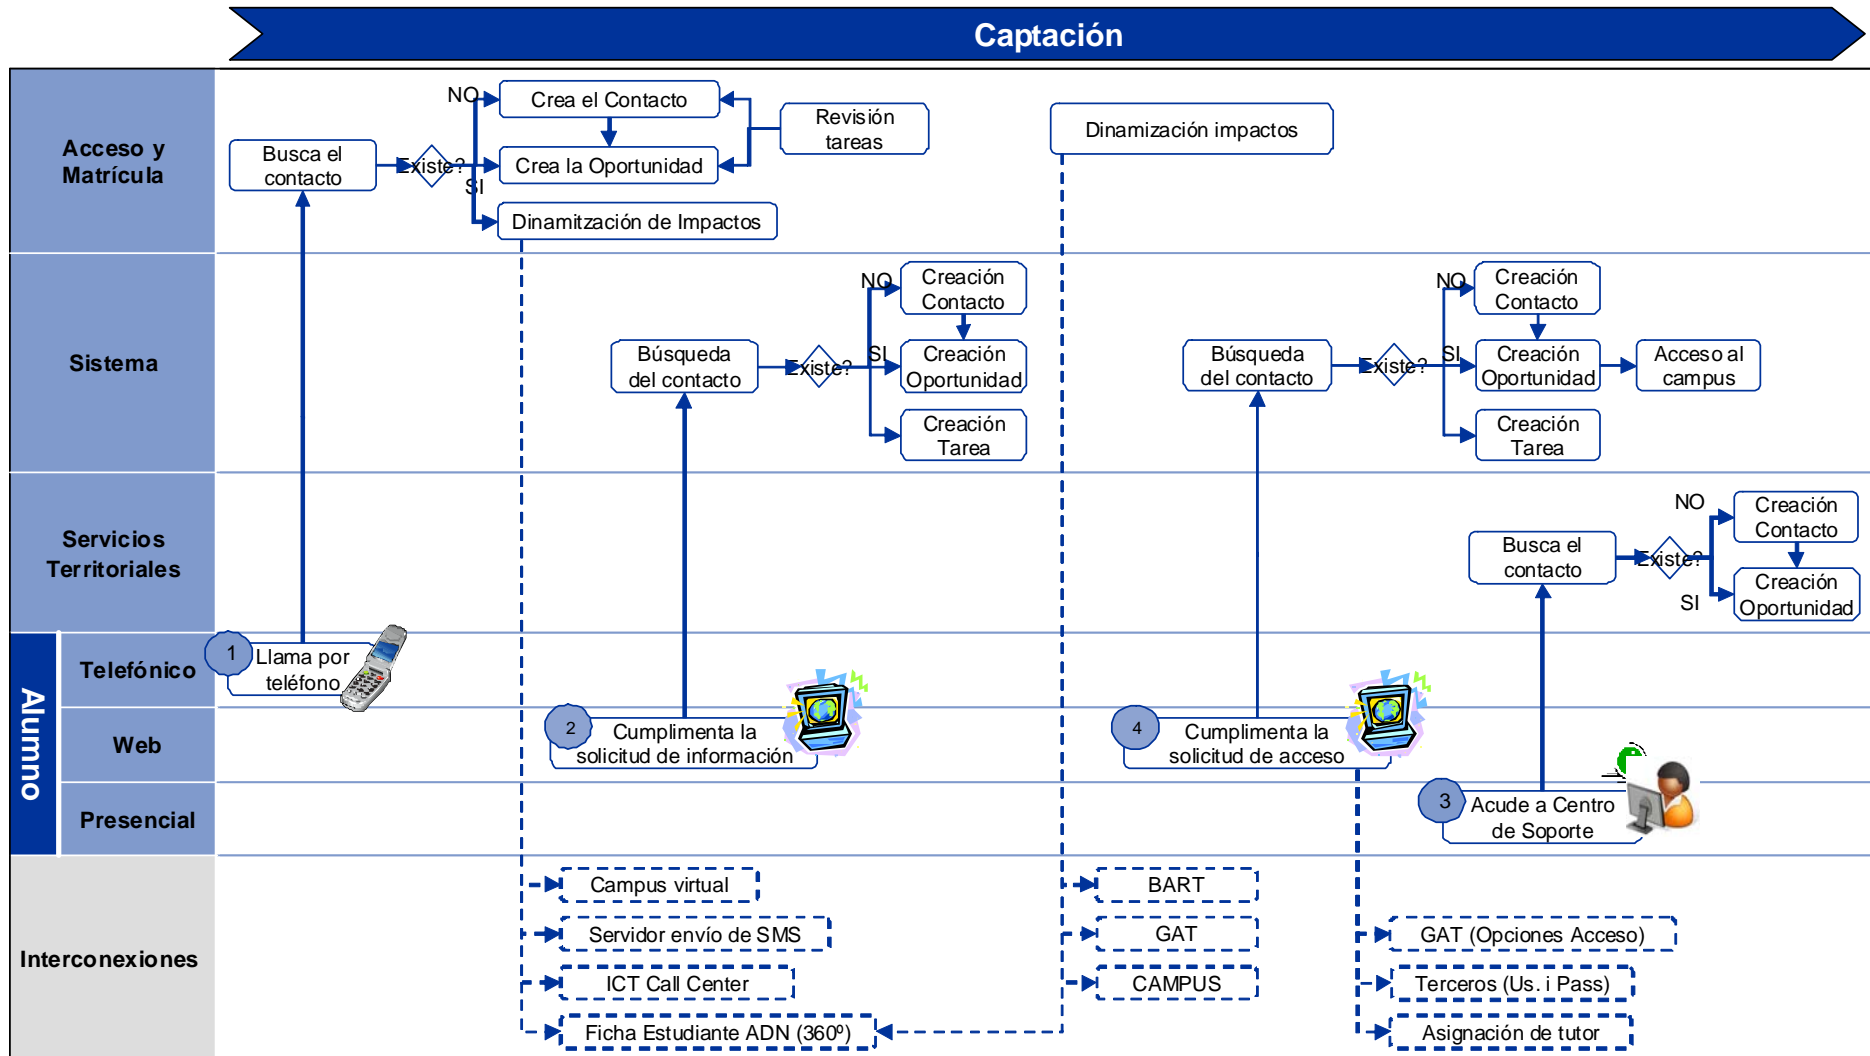 Captación
Acceso y
Matrícula
Busca el
contacto
Existe?
NO
SI
Crea el Contacto
Crea la Oportunidad
Dinamitzación de Impactos
Revisión
tareas
Dinamización impactos
Sistema
Búsqueda
del contacto
Existe?
NO
SI
Creación
Contacto
Creación
Oportunidad
Creación
Tarea
Búsqueda
del contacto
Existe?
NO
SI
Creación
Contacto
Creación
Oportunidad
Acceso al
campus
Creación
Tarea
Servicios
Territoriales
Busca el
contacto
Existe?
NO
SI
Creación
Contacto
Creación
Oportunidad
Alumno
Telefónico
1
Llama por
teléfono
Web
2
Cumplimenta la
solicitud de información
4
Cumplimenta la
solicitud de acceso
Presencial
3
Acude a Centro
de Soporte
Interconexiones
Campus virtual
Servidor envío de SMS
ICT Call Center
Ficha Estudiante ADN (360º)
BART
GAT
CAMPUS
GAT (Opciones Acceso)
Terceros (Us. i Pass)
Asignación de tutor